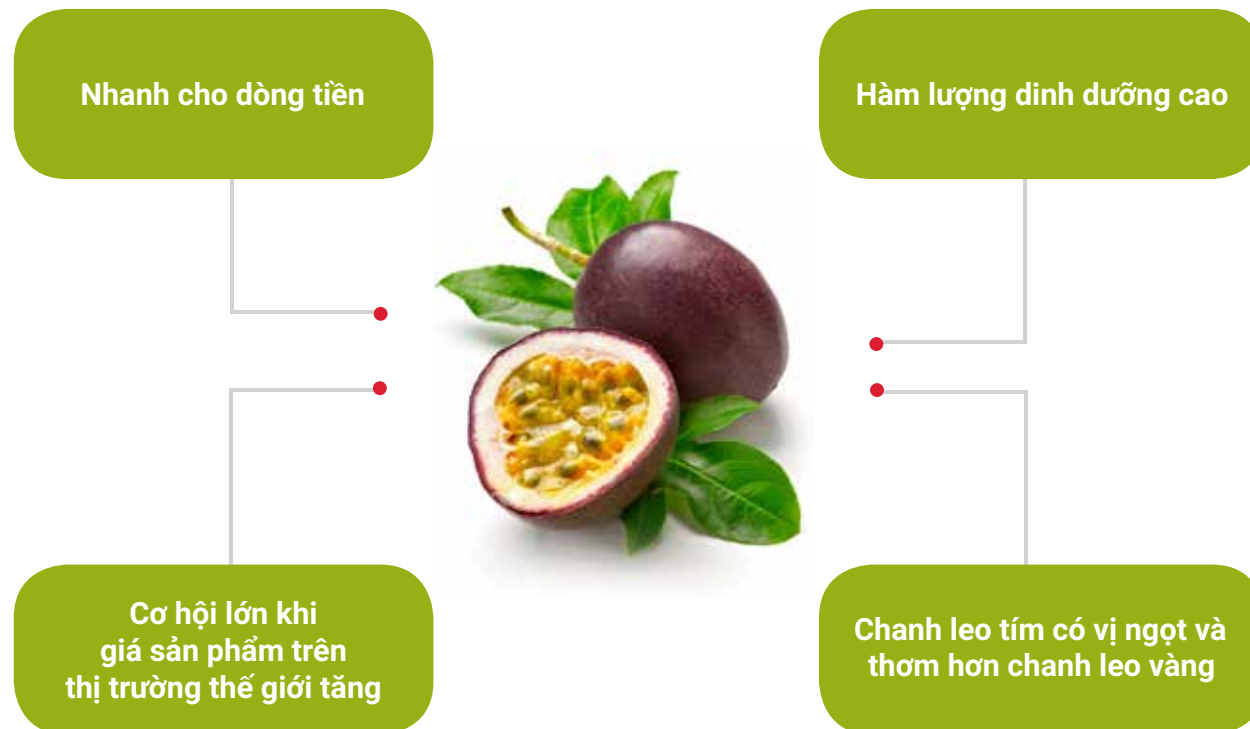 Nhanh cho dòng tiền
Hàm lượng dinh dưỡng cao
Cơ hội lớn khi
giá sản phẩm trên
thị trường thế giới tăng
Chanh leo tím có vị ngọt và
thơm hơn chanh leo vàng